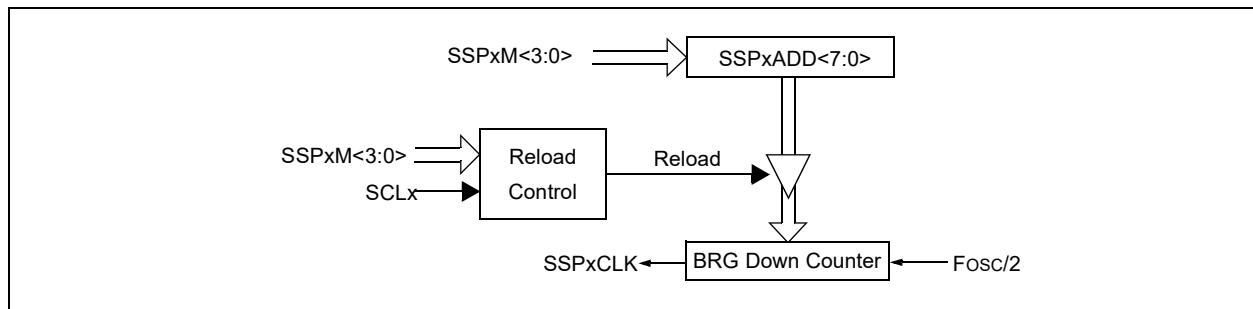 SSPxM<3:0>
SSPxADD<7:0>
SSPxM<3:0>
Reload
Control
Reload
SCLx
SSPxCLK
BRG Down Counter
FOSC/2